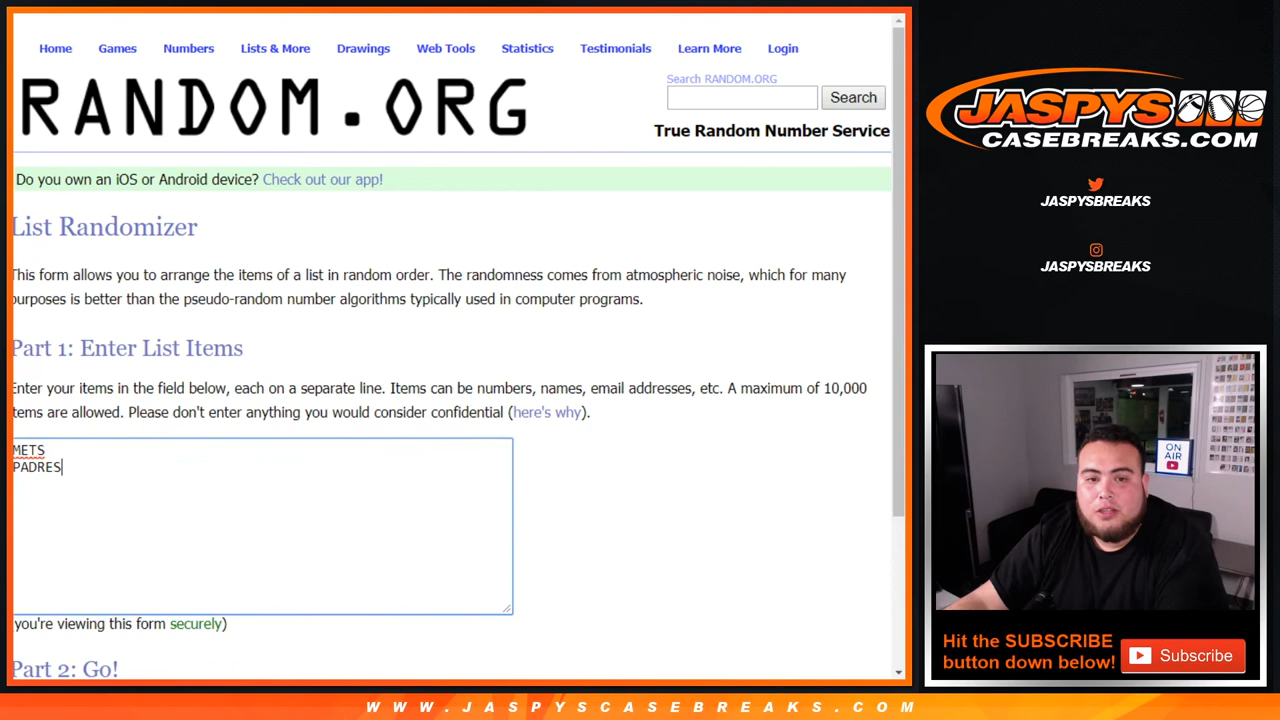 Home Games Numbers Lists & More Drawings Web Tools Statistics Testimonials Learn More Login
RANDOM.ORG
Search RANDOM.ORG
Search
True Random Number Service
Do you own an iOS or Android device? Check out our app!
List Randomizer
This form allows you to arrange the items of a list in random order. The randomness comes from atmospheric noise, which for many
purposes is better than the pseudo-random number algorithms typically used in computer programs.
Part 1: Enter List Items
Enter your items in the field below, each on a separate line. Items can be numbers, names, email addresses, etc. A maximum of 10,000
items are allowed. Please don't enter anything you would consider confidential (here's why).
METS
PADRES
you're viewing this form securely)
Part 2: Go!
JASPYS
CASEBREAKS.COM
JASPYSBREAKS
JASPYSBREAKS
ON
AIR
Hit the SUBSCRIBE
button down below!
Subscribe
WWW.JASPYSCASEBREAKS.COM